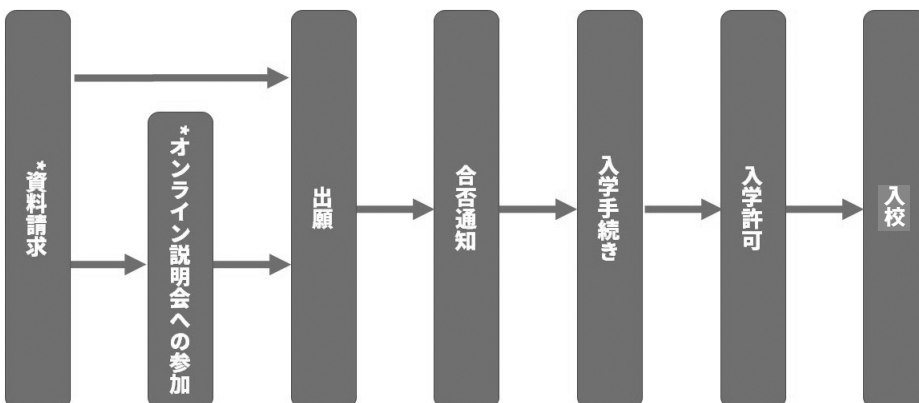 *資料請求
*オンライン説明会への参加
出願
合否通知
入学手続き
入学許可
入校